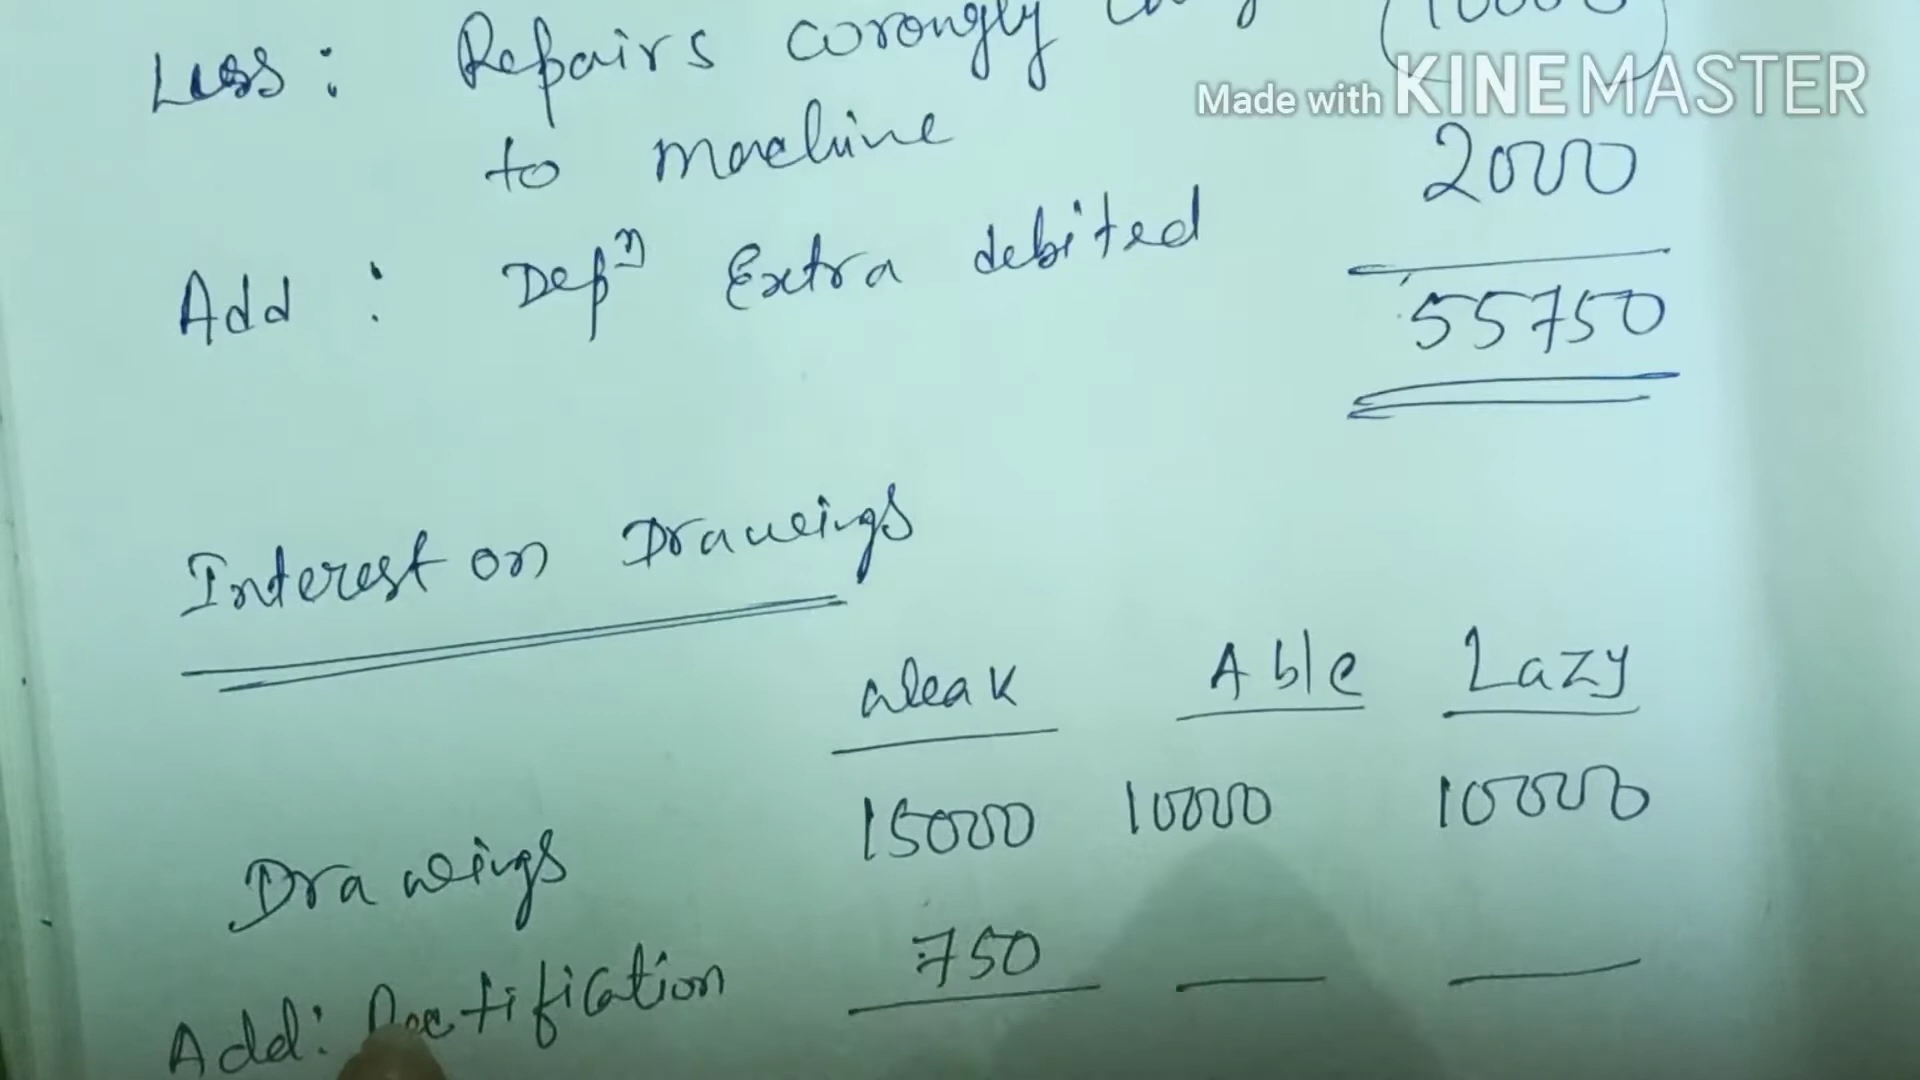 Less: Repairs corongly
Made with KINEMASTER
to machine 2000
Add: Depn Extra debited
55750
Interest on Drawings
Weak Able Lazy
Drawings 15000 10000 10000
Add: Rectification 750